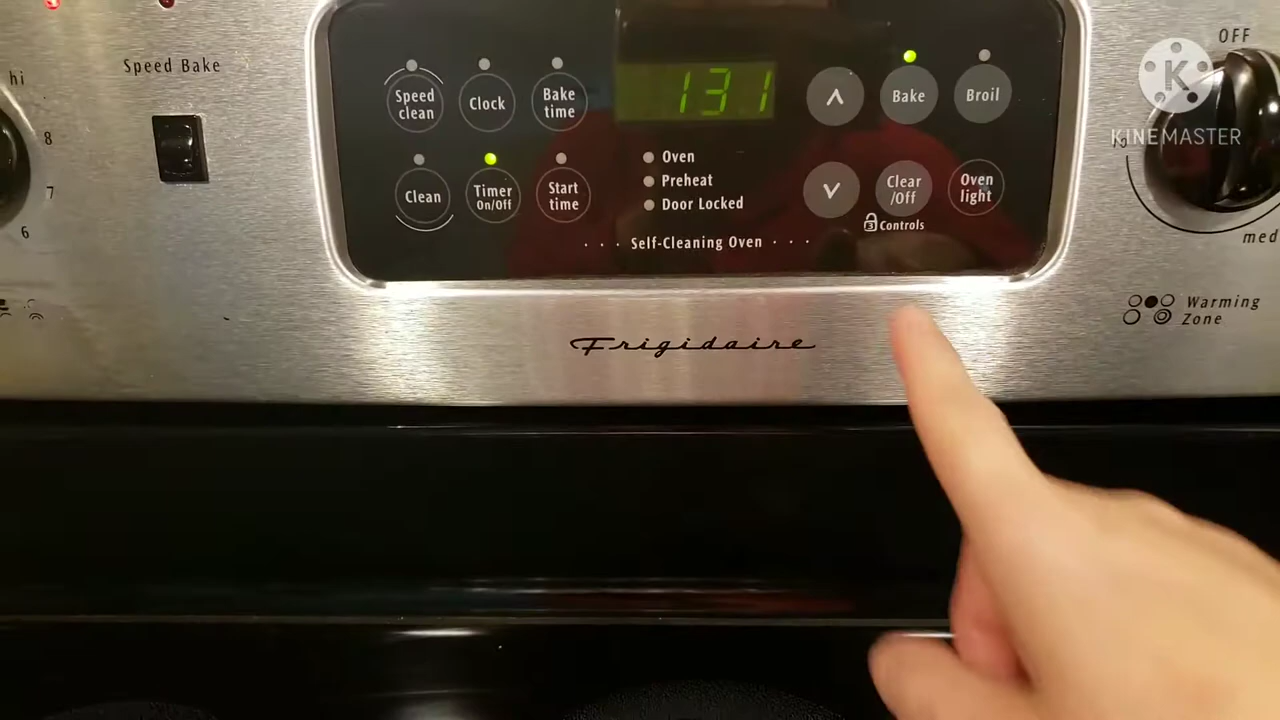 OFF
hi
Speed Bake
Speed
clean
Clock
Bake
time
131
Bake
Broil
KINEMASTER
8
7
6
Clean
Timer
On/Off
Start
time
Oven
Preheat
Door Locked
Clear
/Off
Oven
light
3 Controls
Self-Cleaning Oven
med
Warming
Zone
Frigidaire